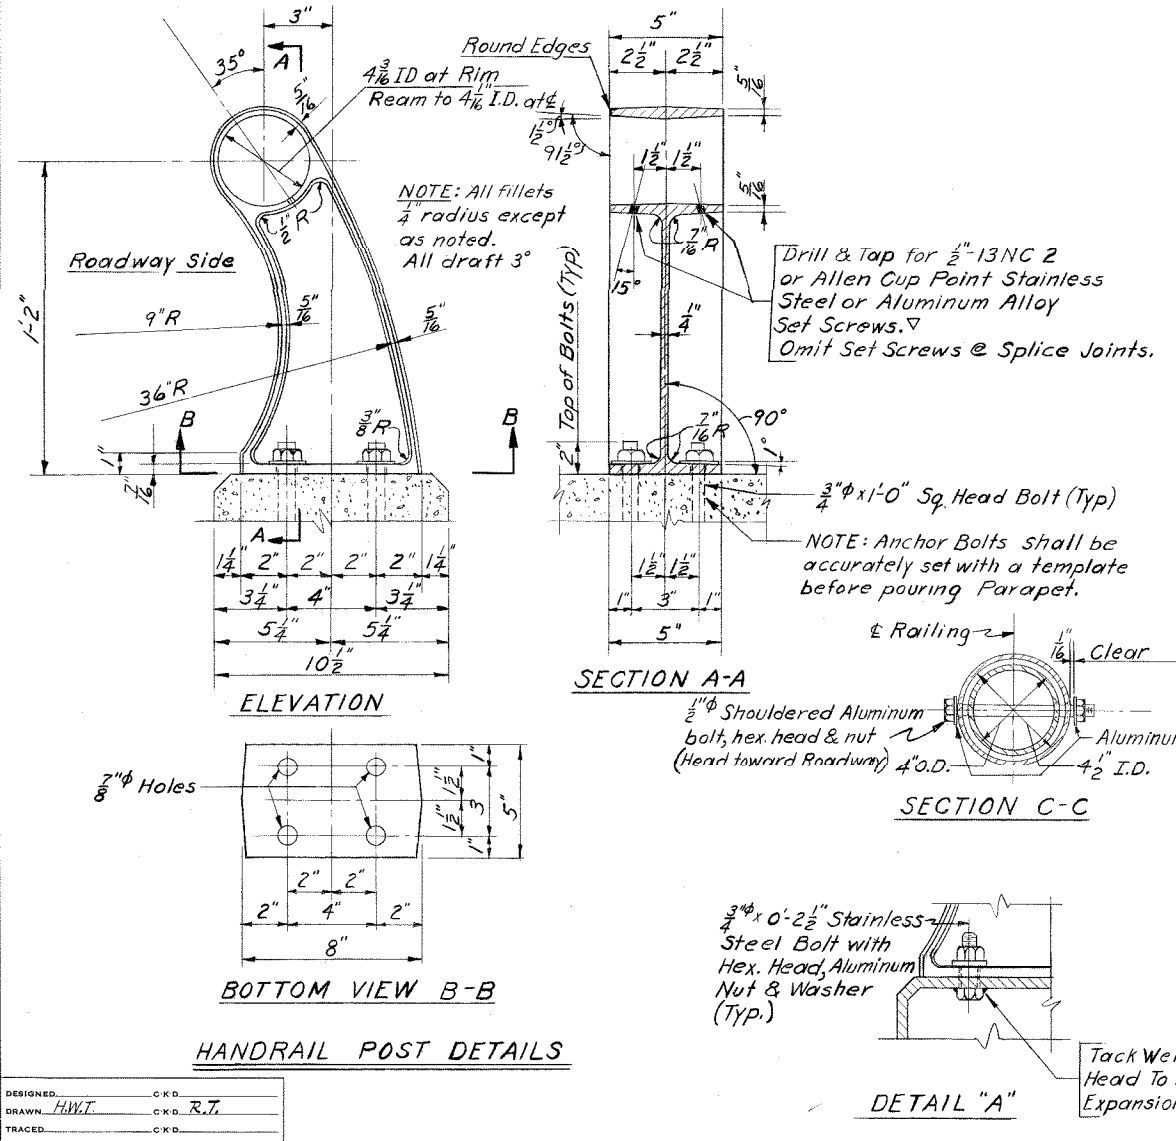 3"
A
35°
5/16"
4 3/16 ID at Rim
Ream to 4 1/16" I.D. at ℄
NOTE: All fillets
1/4" radius except
as noted.
All draft 3°
1/2" R
Roadway Side
1'-2"
9"R
5/16"
5/16"
36"R
B
B
3/8" R
1"
7/16"
A
1 1/4" 2" 2" 2" 2" 1 1/4"
3 1/4" 4" 3 1/4"
5 1/4" 5 1/4"
10 1/2"
ELEVATION
5"
2 1/2" 2 1/2"
Round Edges
5/16"
1 1/2°
91 1/2°
1 1/2" 1 1/2"
5/16"
7/16" R
15°
1/4"
Drill & Tap for 1/2"-13NC 2
or Allen Cup Point Stainless
Steel or Aluminum Alloy
Set Screws.▽
Omit Set Screws @ Splice Joints.
2" Top of Bolts (Typ)
7/16" R
90°
1°
3/4"φ x 1'-0" Sq. Head Bolt (Typ)
NOTE: Anchor Bolts shall be
accurately set with a template
before pouring Parapet.
1 1/2" 1 1/2"
1" 3" 1"
5"
SECTION A-A
℄ Railing
1/16" Clear
1/2"φ Shouldered Aluminum
bolt, hex. head & nut
(Head toward Roadway)
4" O.D.
4 1/2" I.D.
Aluminum
SECTION C-C
7/8"φ Holes
1"
1 1/2"
3
5"
1 1/2"
1"
2" 2"
2" 4" 2"
8"
BOTTOM VIEW B-B
HANDRAIL POST DETAILS
3/4"φ x 0'-2 1/2" Stainless
Steel Bolt with
Hex. Head, Aluminum
Nut & Washer
(Typ.)
Tack We
Head To
Expansion
DETAIL "A"
DESIGNED C·K·D
DRAWN H.W.T. C·K·D R.T.
TRACED C·K·D